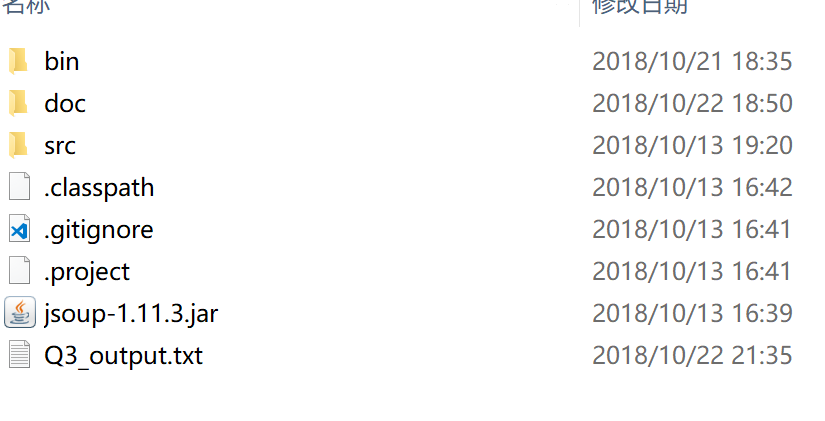 名称 修改日期
bin 2018/10/21 18:35
doc 2018/10/22 18:50
src 2018/10/13 19:20
.classpath 2018/10/13 16:42
.gitignore 2018/10/13 16:41
.project 2018/10/13 16:41
jsoup-1.11.3.jar 2018/10/13 16:39
Q3_output.txt 2018/10/22 21:35